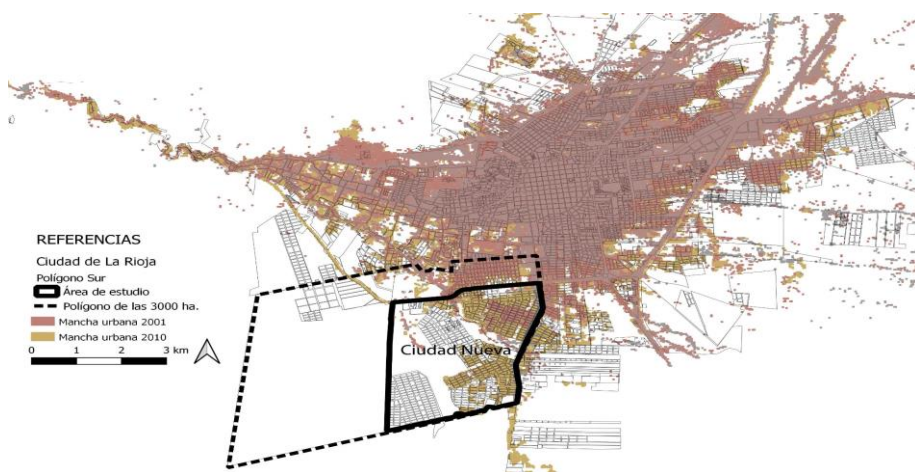 REFERENCIAS
Ciudad de La Rioja
Polígono Sur
Área de estudio
Polígono de las 3000 ha.
Mancha urbana 2001
Mancha urbana 2010
0 1 2 3 km
Ciudad Nueva